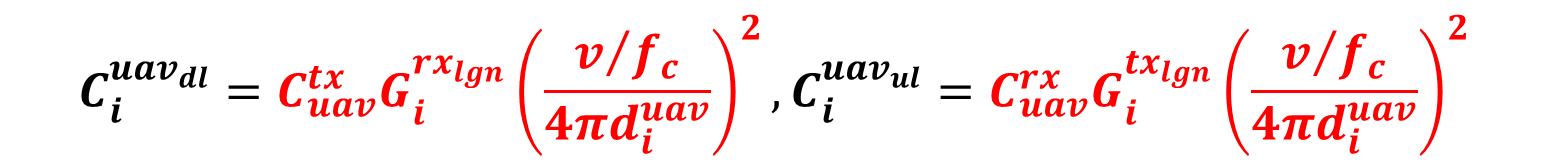 $C_i^{uav_{dl}} = C_{uav}^{tx} G_i^{rx_{lgn}} \left( \frac{v/f_c}{4\pi d_i^{uav}} \right)^2, C_i^{uav_{ul}} = C_{uav}^{rx} G_i^{tx_{lgn}} \left( \frac{v/f_c}{4\pi d_i^{uav}} \right)^2$